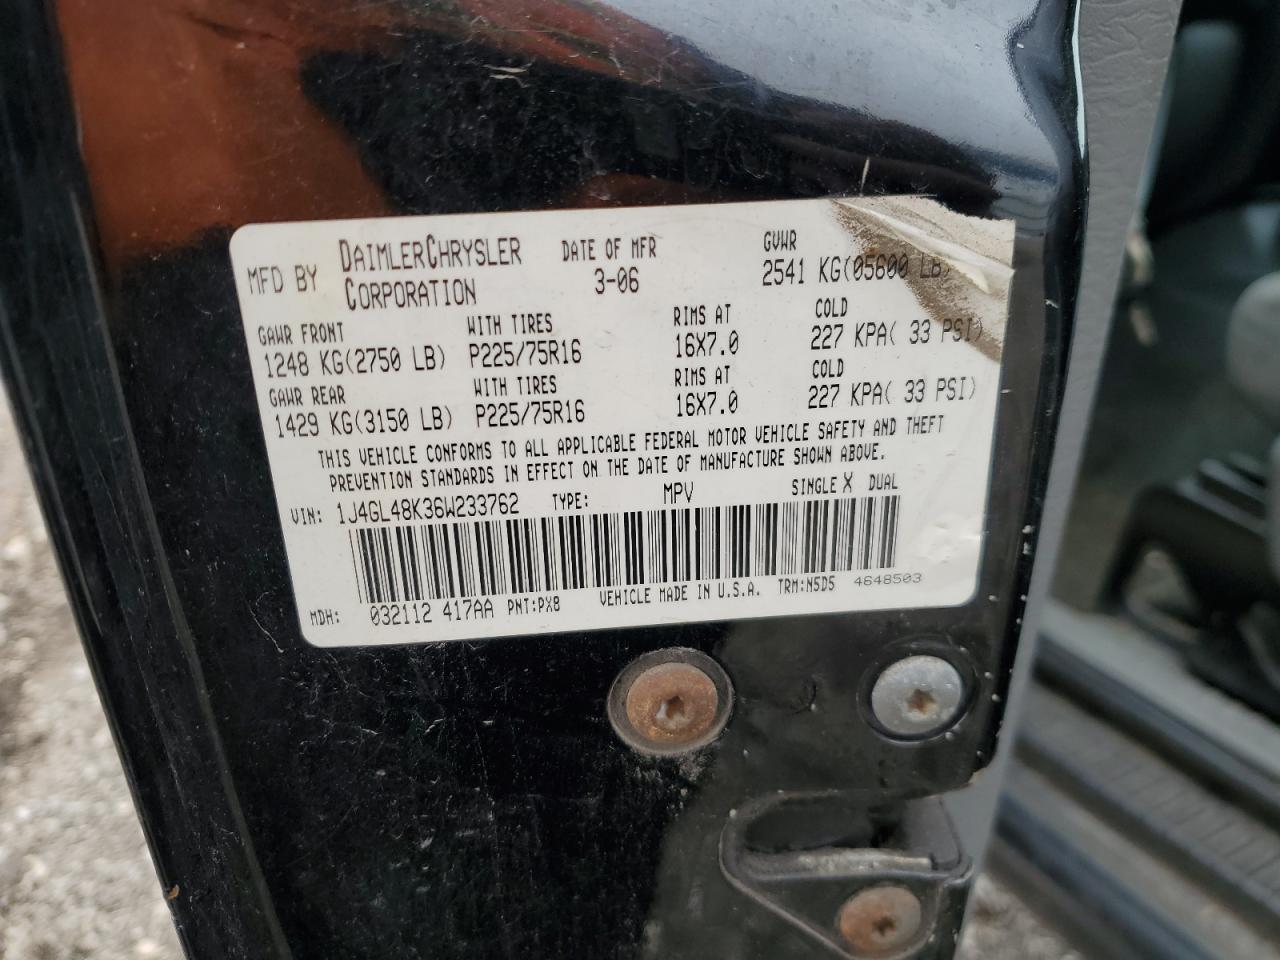 MFD BY DAIMLERCHRYSLER CORPORATION DATE OF MFR 3-06 GVWR 2541 KG(05600 LB)
GAWR FRONT WITH TIRES RIMS AT COLD
1248 KG(2750 LB) P225/75R16 16X7.0 227 KPA( 33 PSI)
GAWR REAR WITH TIRES RIMS AT COLD
1429 KG(3150 LB) P225/75R16 16X7.0 227 KPA( 33 PSI)
THIS VEHICLE CONFORMS TO ALL APPLICABLE FEDERAL MOTOR VEHICLE SAFETY AND THEFT
PREVENTION STANDARDS IN EFFECT ON THE DATE OF MANUFACTURE SHOWN ABOVE.
VIN: 1J4GL48K36W233762 TYPE: MPV SINGLE X DUAL
MDH: 032112 417AA PNT:PX8 VEHICLE MADE IN U.S.A. TRM:N5D5 4648503